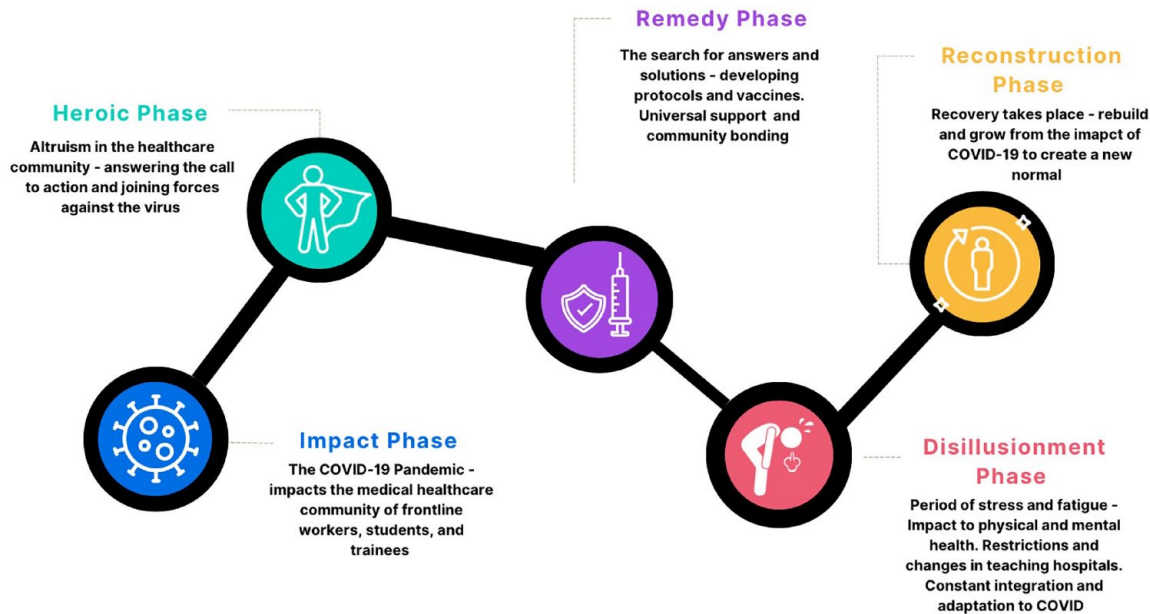 Remedy Phase
The search for answers and
solutions - developing
protocols and vaccines.
Universal support and
community bonding
Reconstruction
Phase
Recovery takes place - rebuild
and grow from the imapct of
COVID-19 to create a new
normal
Heroic Phase
Altruism in the healthcare
community - answering the call
to action and joining forces
against the virus
Impact Phase
The COVID-19 Pandemic -
impacts the medical healthcare
community of frontline
workers, students, and
trainees
Disillusionment
Phase
Period of stress and fatigue -
Impact to physical and mental
health. Restrictions and
changes in teaching hospitals.
Constant integration and
adaptation to COVID